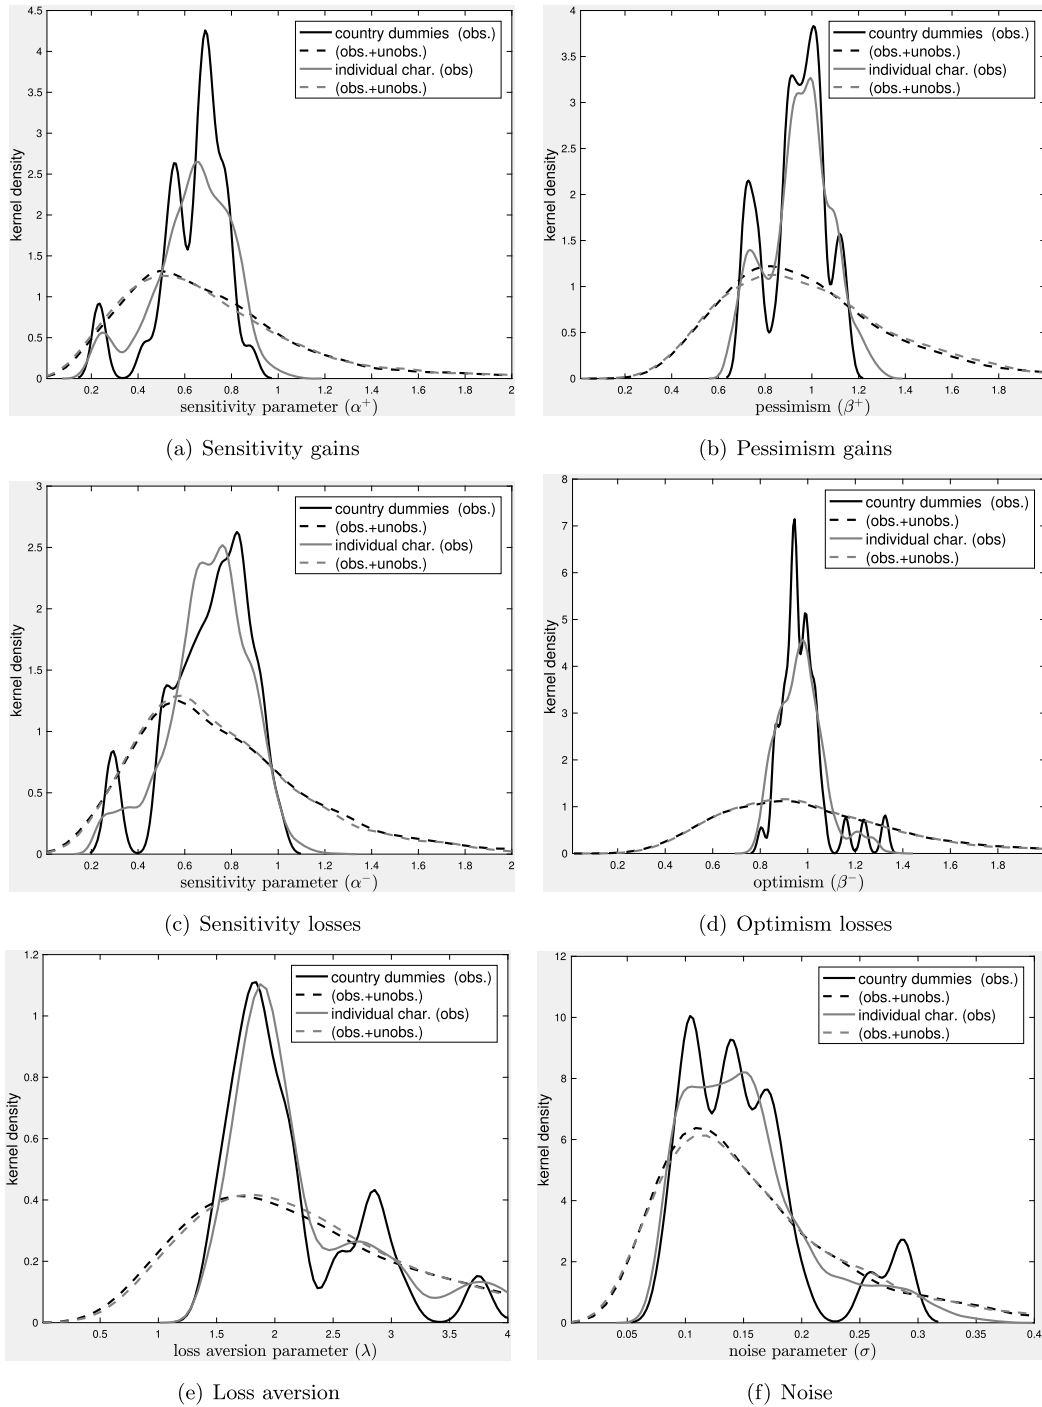 4.5
4
3.5
3
2.5
2
1.5
1
0.5
0
kernel density
country dummies (obs.)
(obs.+unobs.)
individual char. (obs)
(obs.+unobs.)
0.2 0.4 0.6 0.8 1 1.2 1.4 1.6 1.8 2
sensitivity parameter (α⁺)
(a) Sensitivity gains
4
3.5
3
2.5
2
1.5
1
0.5
0
kernel density
country dummies (obs.)
(obs.+unobs.)
individual char. (obs)
(obs.+unobs.)
0.2 0.4 0.6 0.8 1 1.2 1.4 1.6 1.8
pessimism (β⁺)
(b) Pessimism gains
3
2.5
2
1.5
1
0.5
0
kernel density
country dummies (obs.)
(obs.+unobs.)
individual char. (obs)
(obs.+unobs.)
0.2 0.4 0.6 0.8 1 1.2 1.4 1.6 1.8 2
sensitivity parameter (α⁻)
(c) Sensitivity losses
8
7
6
5
4
3
2
1
0
kernel density
country dummies (obs.)
(obs.+unobs.)
individual char. (obs)
(obs.+unobs.)
0.2 0.4 0.6 0.8 1 1.2 1.4 1.6 1.8
optimism (β⁻)
(d) Optimism losses
1.2
1
0.8
0.6
0.4
0.2
0
kernel density
country dummies (obs.)
(obs.+unobs.)
individual char. (obs)
(obs.+unobs.)
0.5 1 1.5 2 2.5 3 3.5 4
loss aversion parameter (λ)
(e) Loss aversion
12
10
8
6
4
2
0
kernel density
country dummies (obs.)
(obs.+unobs.)
individual char. (obs)
(obs.+unobs.)
0.05 0.1 0.15 0.2 0.25 0.3 0.35 0.4
noise parameter (σ)
(f) Noise